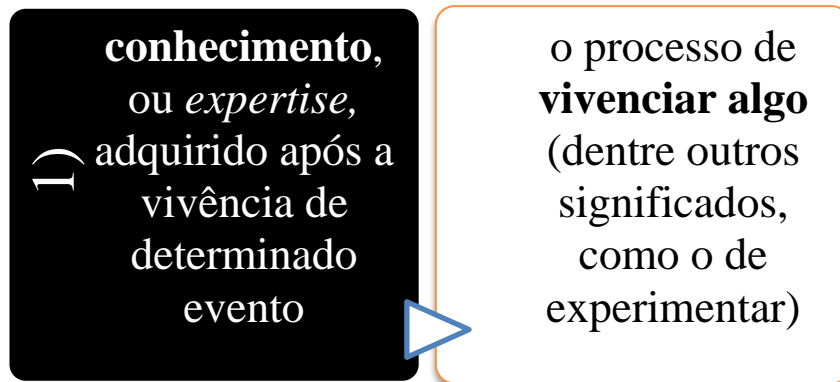 1)
conhecimento,
ou expertise,
adquirido após a
vivência de
determinado
evento
o processo de
vivenciar algo
(dentre outros
significados,
como o de
experimentar)